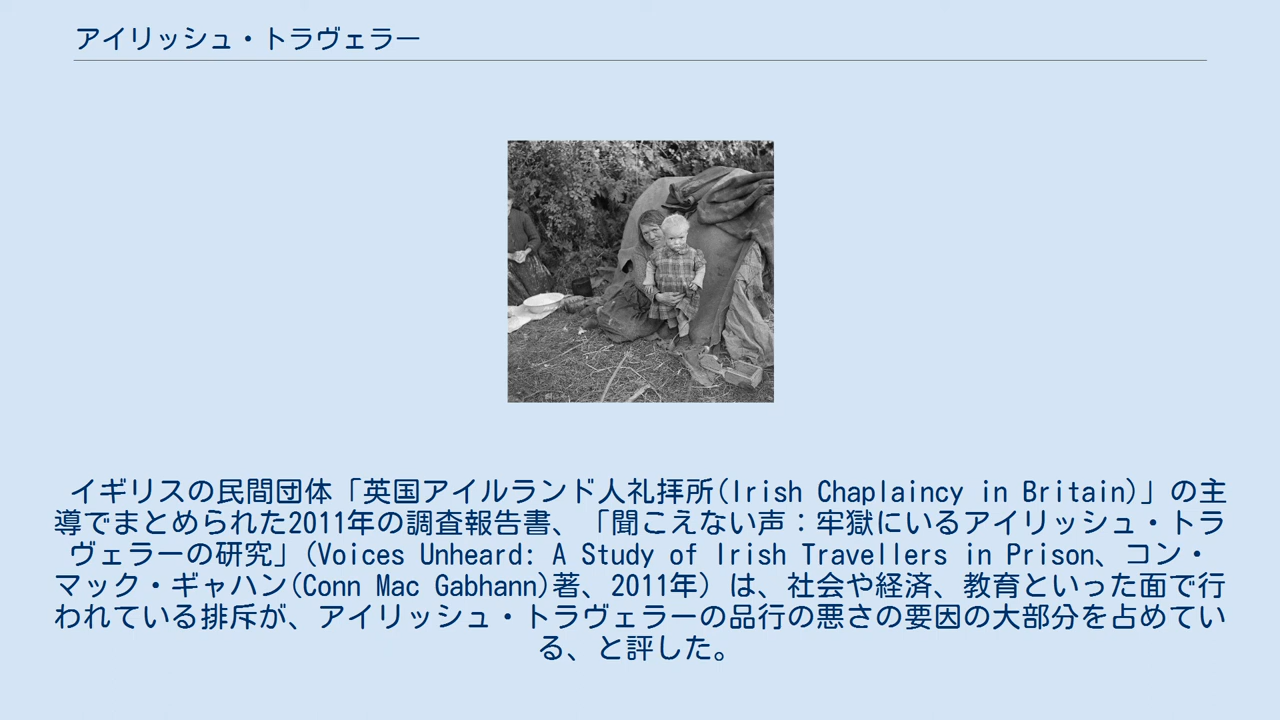 アイリッシュ・トラヴェラー
イギリスの民間団体「英国アイルランド人礼拝所(Irish Chaplaincy in Britain)」の主
導でまとめられた2011年の調査報告書、「聞こえない声：牢獄にいるアイリッシュ・トラ
ヴェラーの研究」(Voices Unheard: A Study of Irish Travellers in Prison、コン・
マック・ギャハン(Conn Mac Gabhann)著、2011年) は、社会や経済、教育といった面で行
われている排斥が、アイリッシュ・トラヴェラーの品行の悪さの要因の大部分を占めてい
る、と評した。